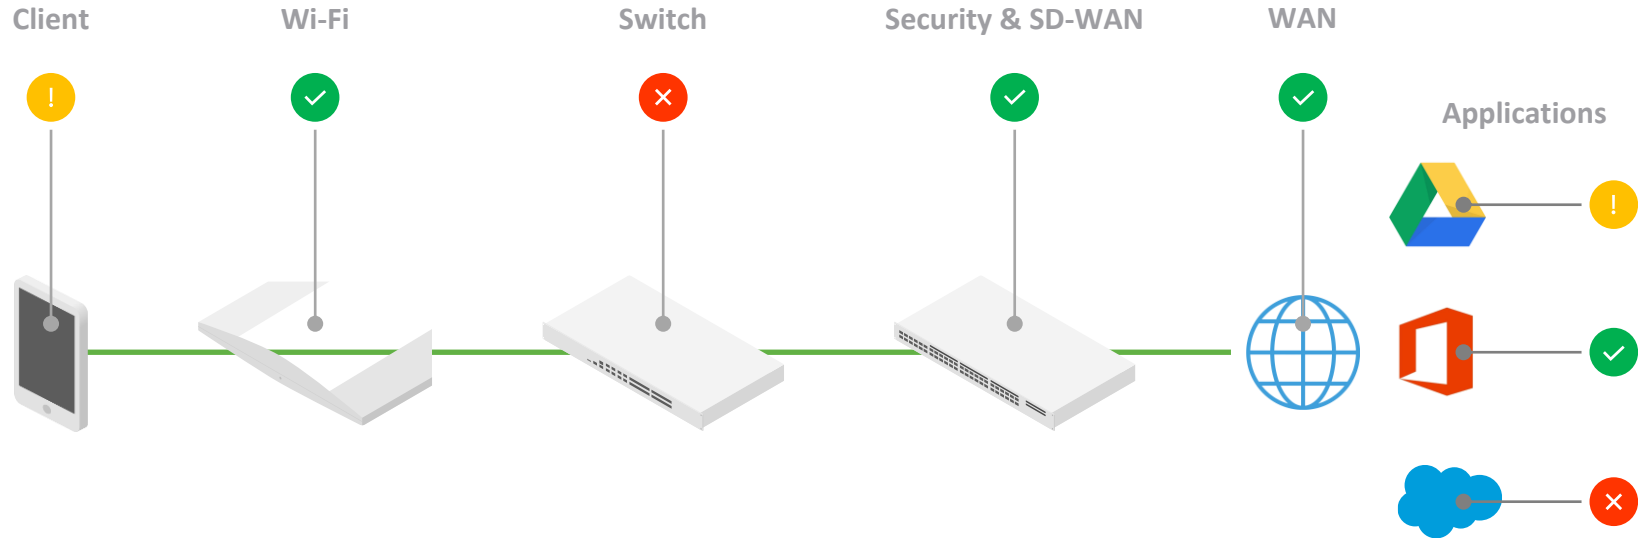 Client
Wi-Fi
Switch
Security & SD-WAN
WAN
Applications